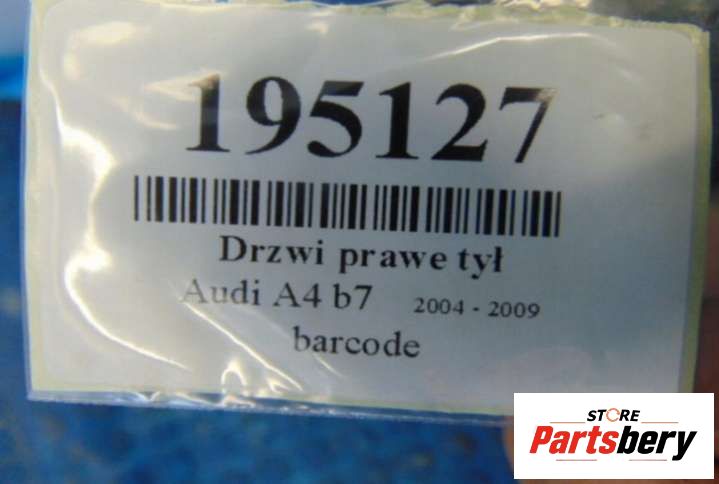 195127
Drzwi prawe tył
Audi A4 b7 2004 - 2009
barcode
STORE
Partsbery